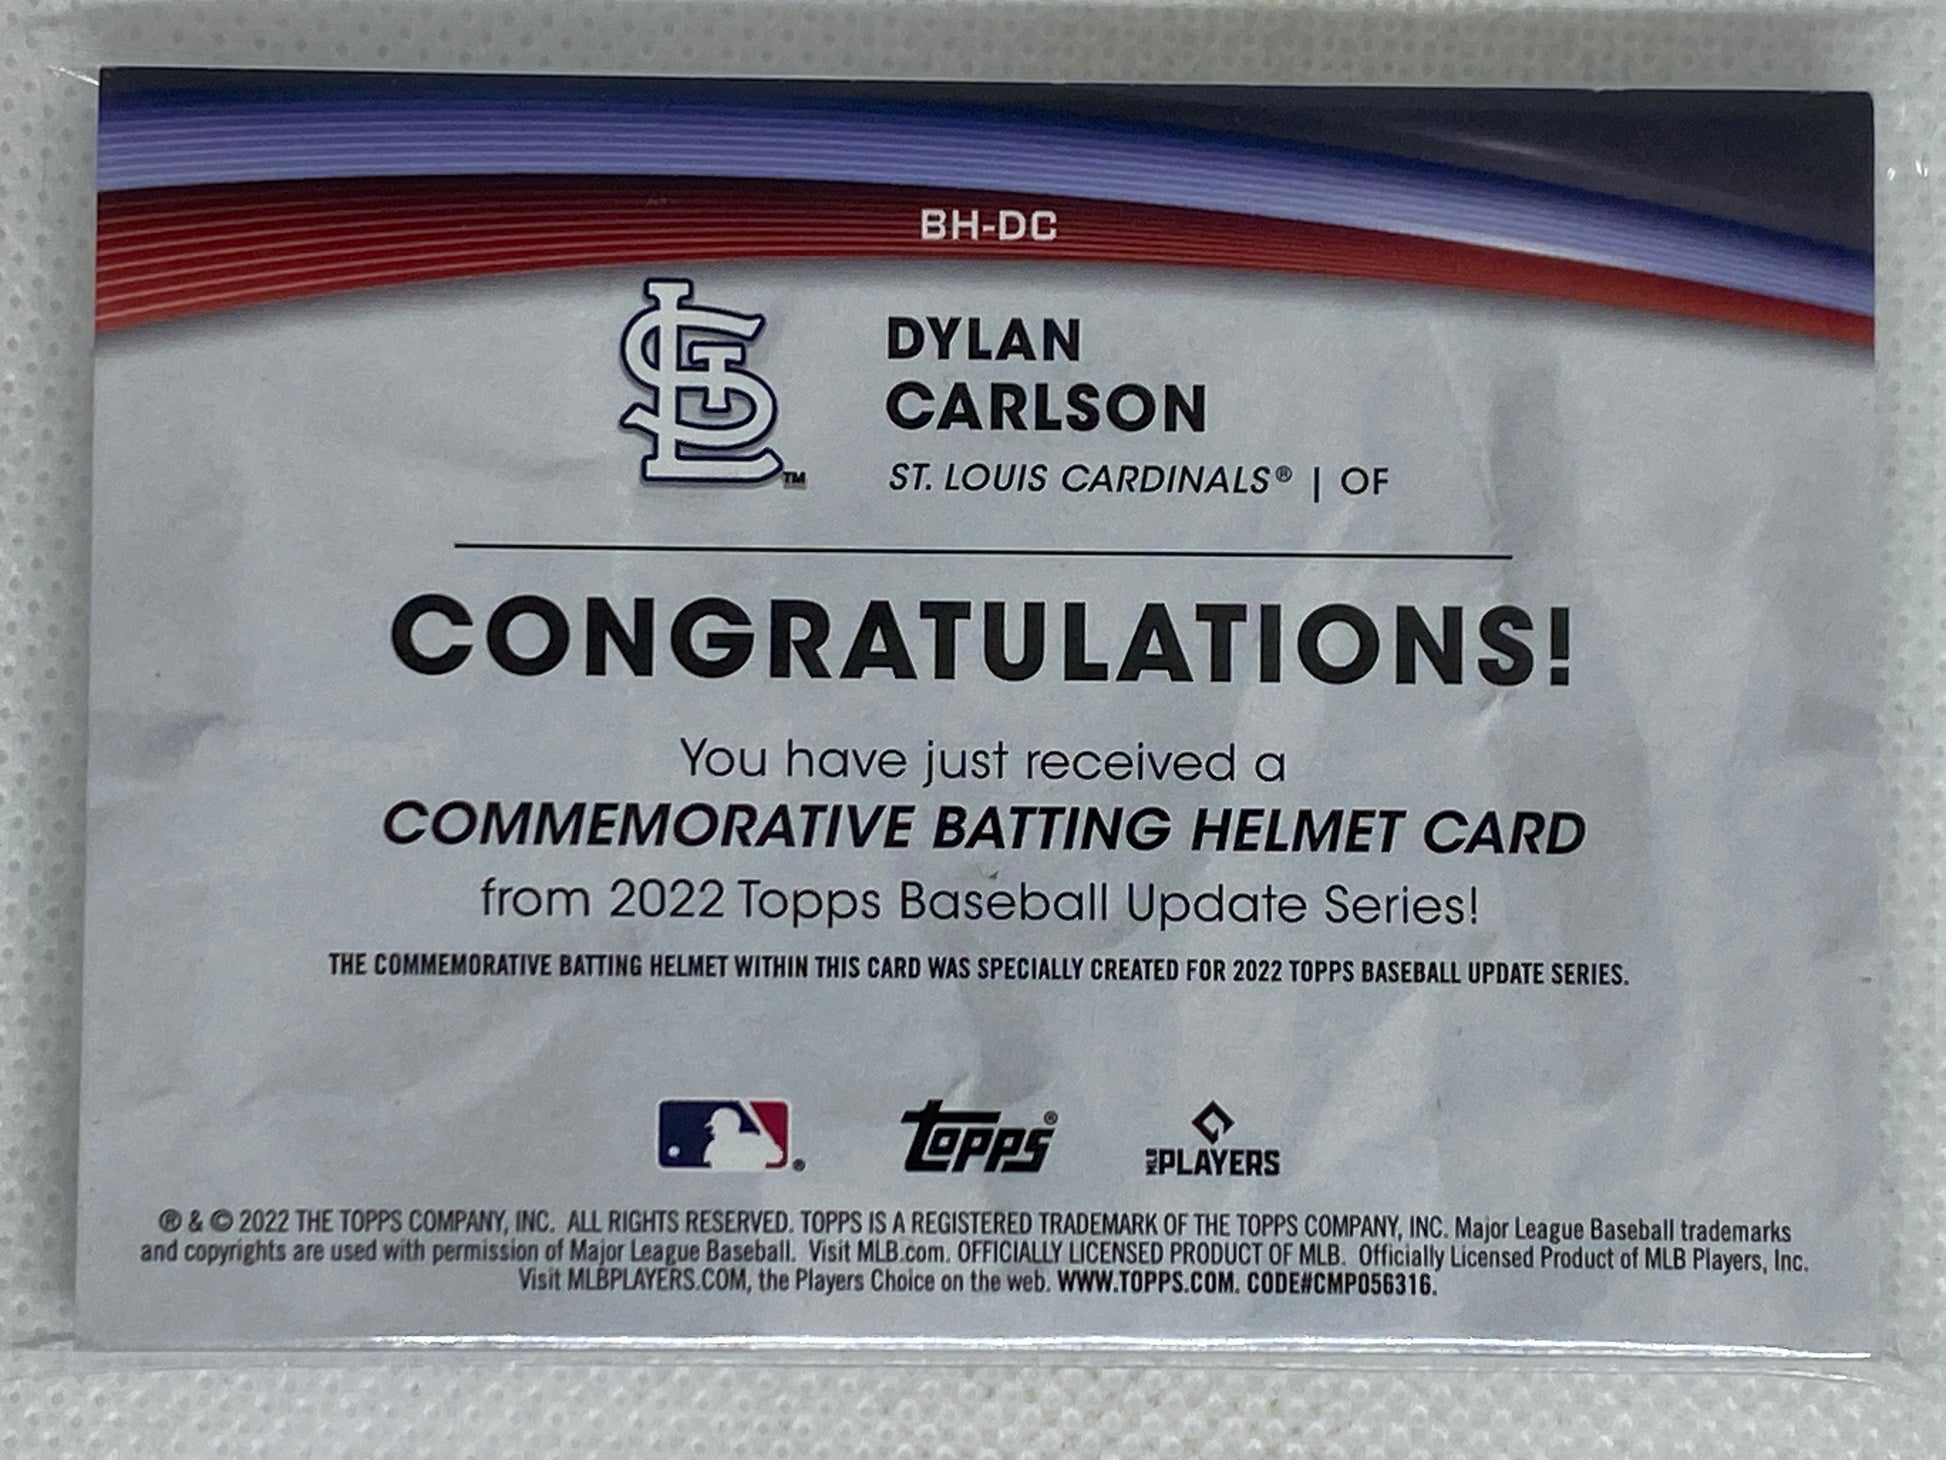 BH-DC
STL™
DYLAN
CARLSON
ST. LOUIS CARDINALS® | OF
CONGRATULATIONS!
You have just received a
COMMEMORATIVE BATTING HELMET CARD
from 2022 Topps Baseball Update Series!
THE COMMEMORATIVE BATTING HELMET WITHIN THIS CARD WAS SPECIALLY CREATED FOR 2022 TOPPS BASEBALL UPDATE SERIES.
® topps® MLB PLAYERS
® & © 2022 THE TOPPS COMPANY, INC. ALL RIGHTS RESERVED. TOPPS IS A REGISTERED TRADEMARK OF THE TOPPS COMPANY, INC. Major League Baseball trademarks
and copyrights are used with permission of Major League Baseball. Visit MLB.com. OFFICIALLY LICENSED PRODUCT OF MLB. Officially Licensed Product of MLB Players, Inc.
Visit MLBPLAYERS.COM, the Players Choice on the web. WWW.TOPPS.COM. CODE#CMP056316.